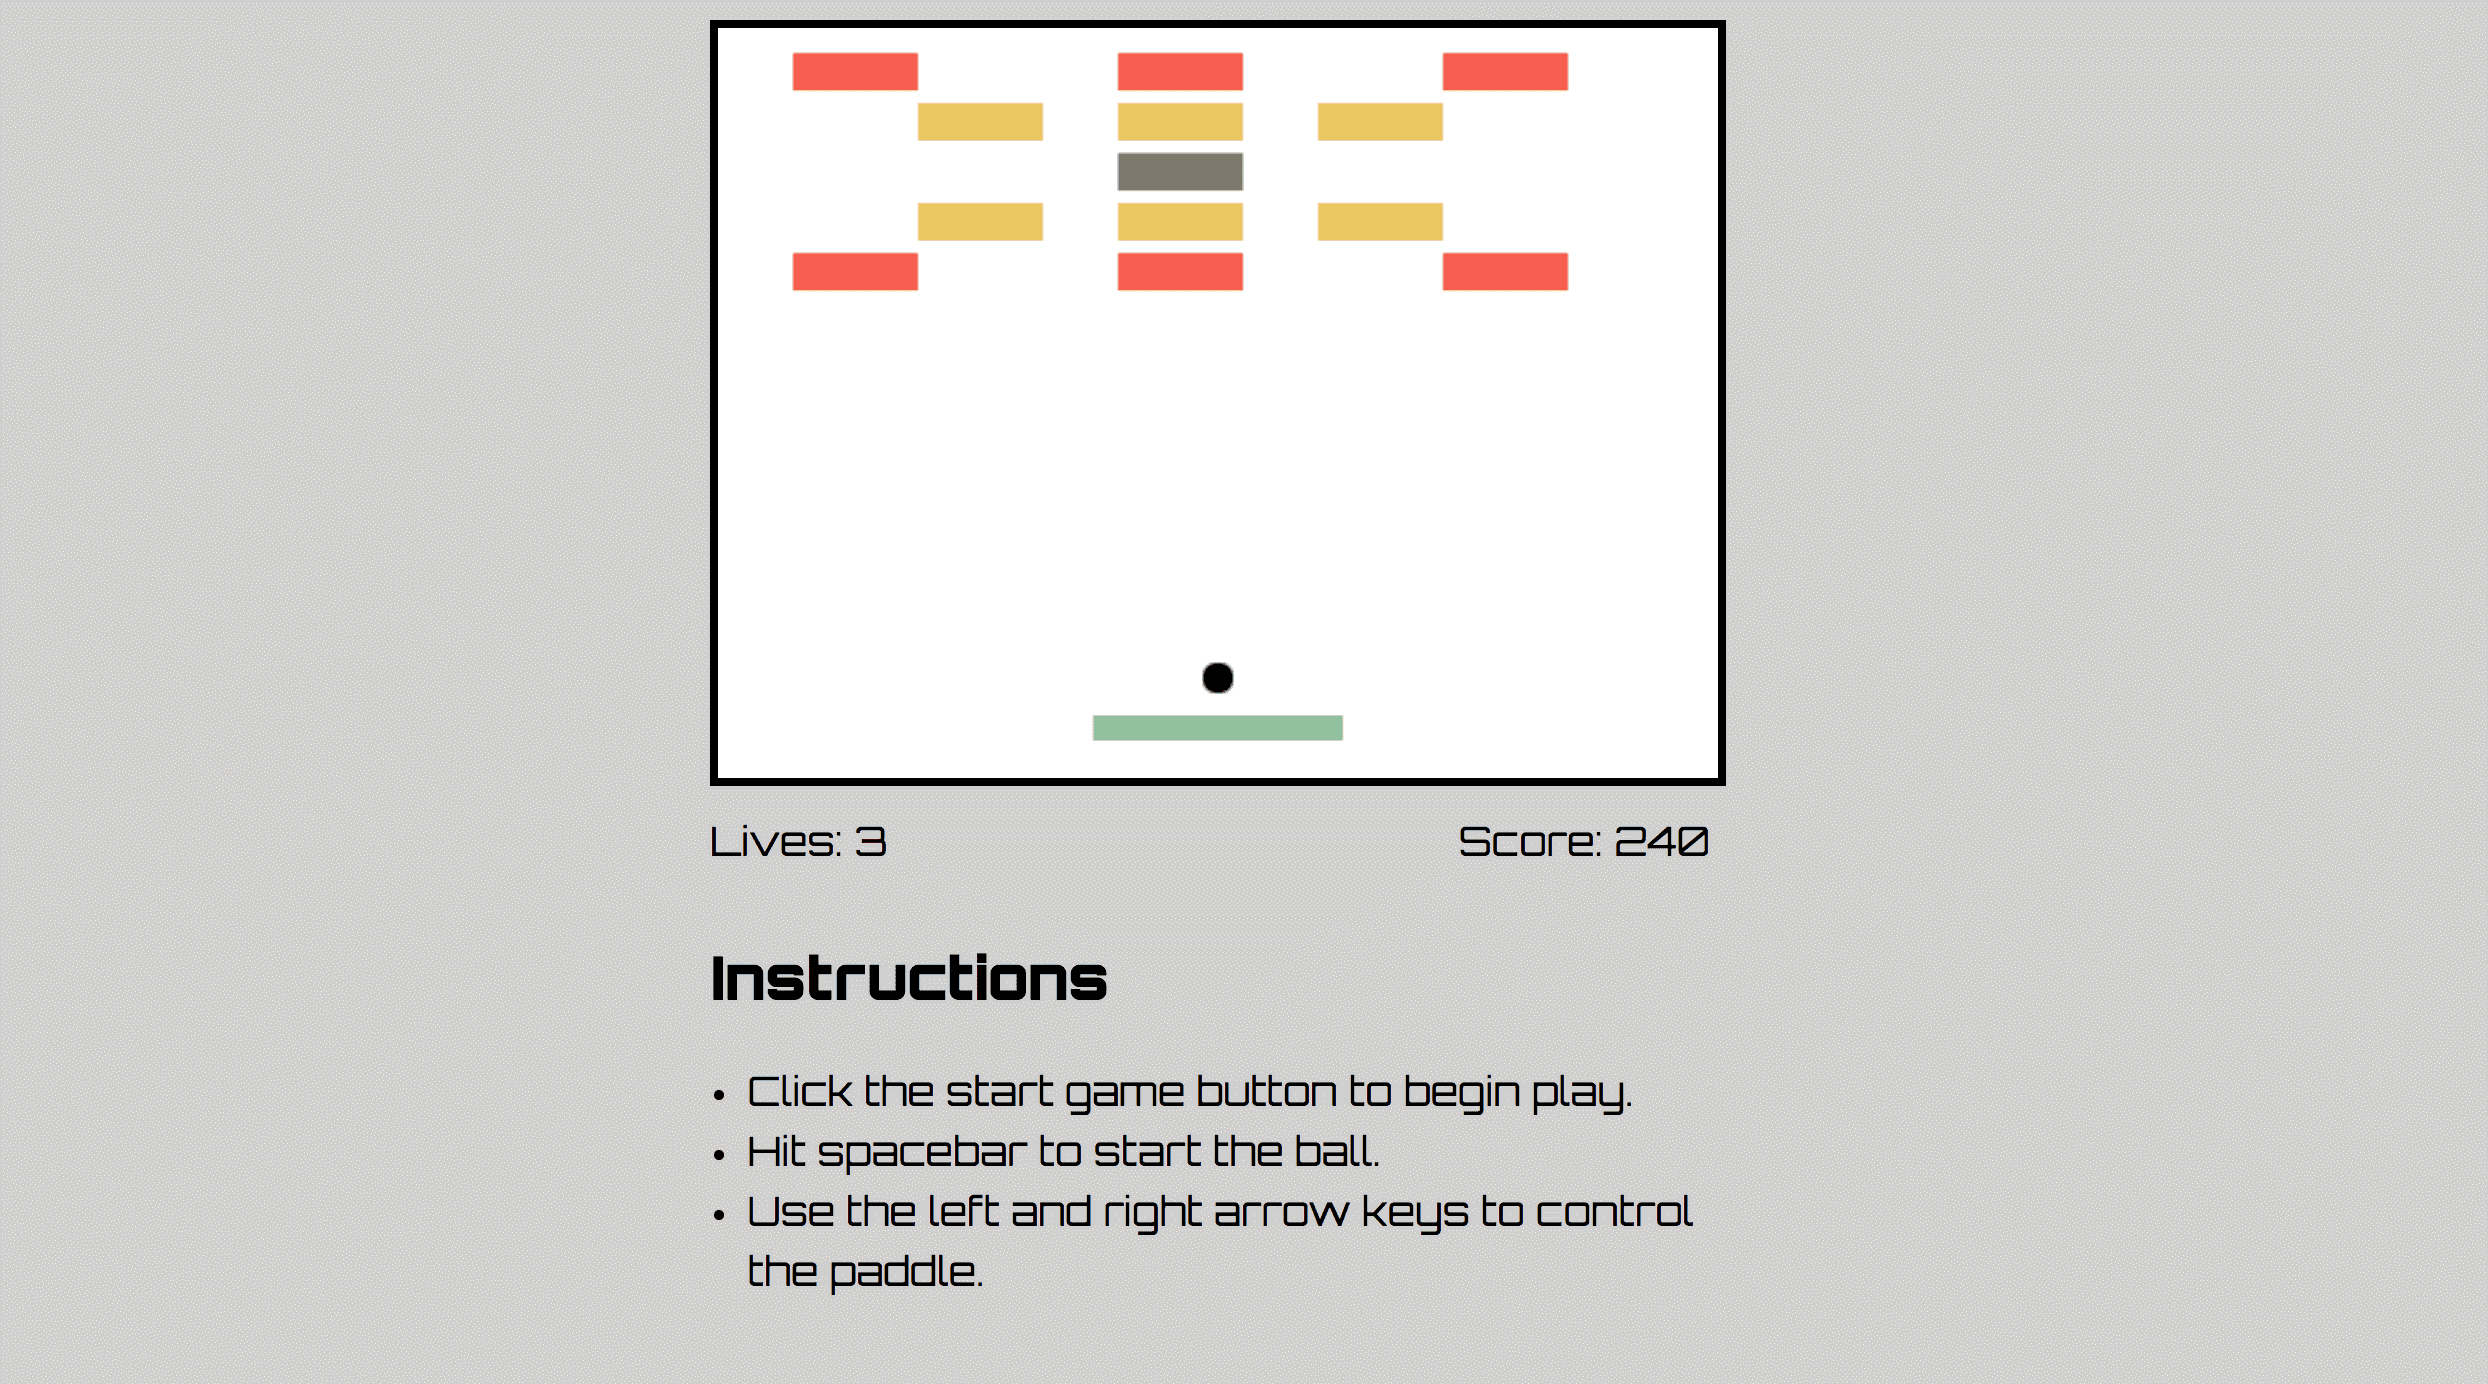 Lives: 3
Score: 240
Instructions
• Click the start game button to begin play.
• Hit spacebar to start the ball.
• Use the left and right arrow keys to control
the paddle.